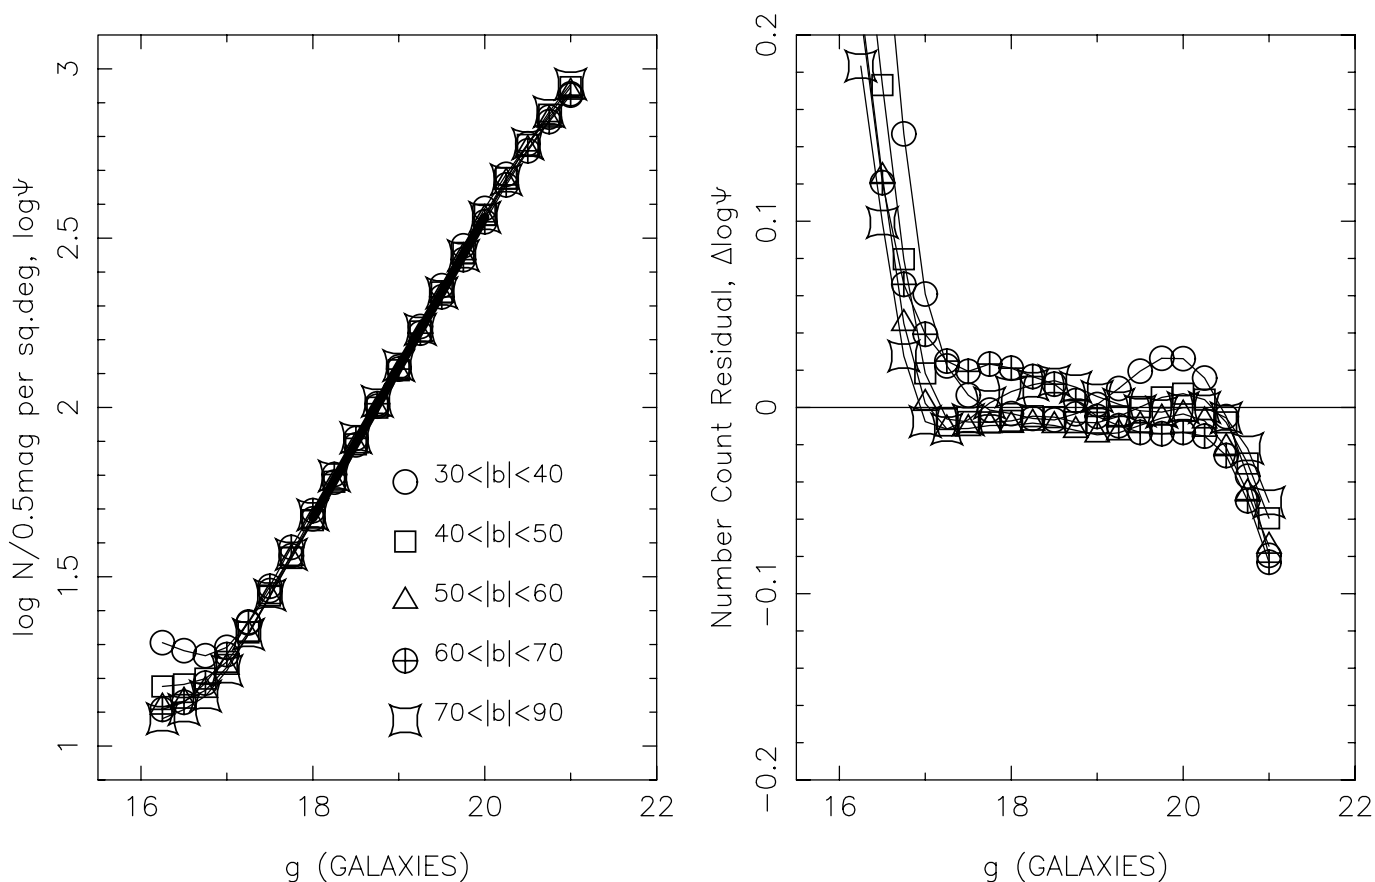 log N/0.5mag per sq.deg, logΨ
3
2.5
2
1.5
1
30<|b|<40
40<|b|<50
50<|b|<60
60<|b|<70
70<|b|<90
16
18
20
22
g (GALAXIES)
Number Count Residual, ΔlogΨ
0.2
0.1
0
−0.1
−0.2
16
18
20
22
g (GALAXIES)